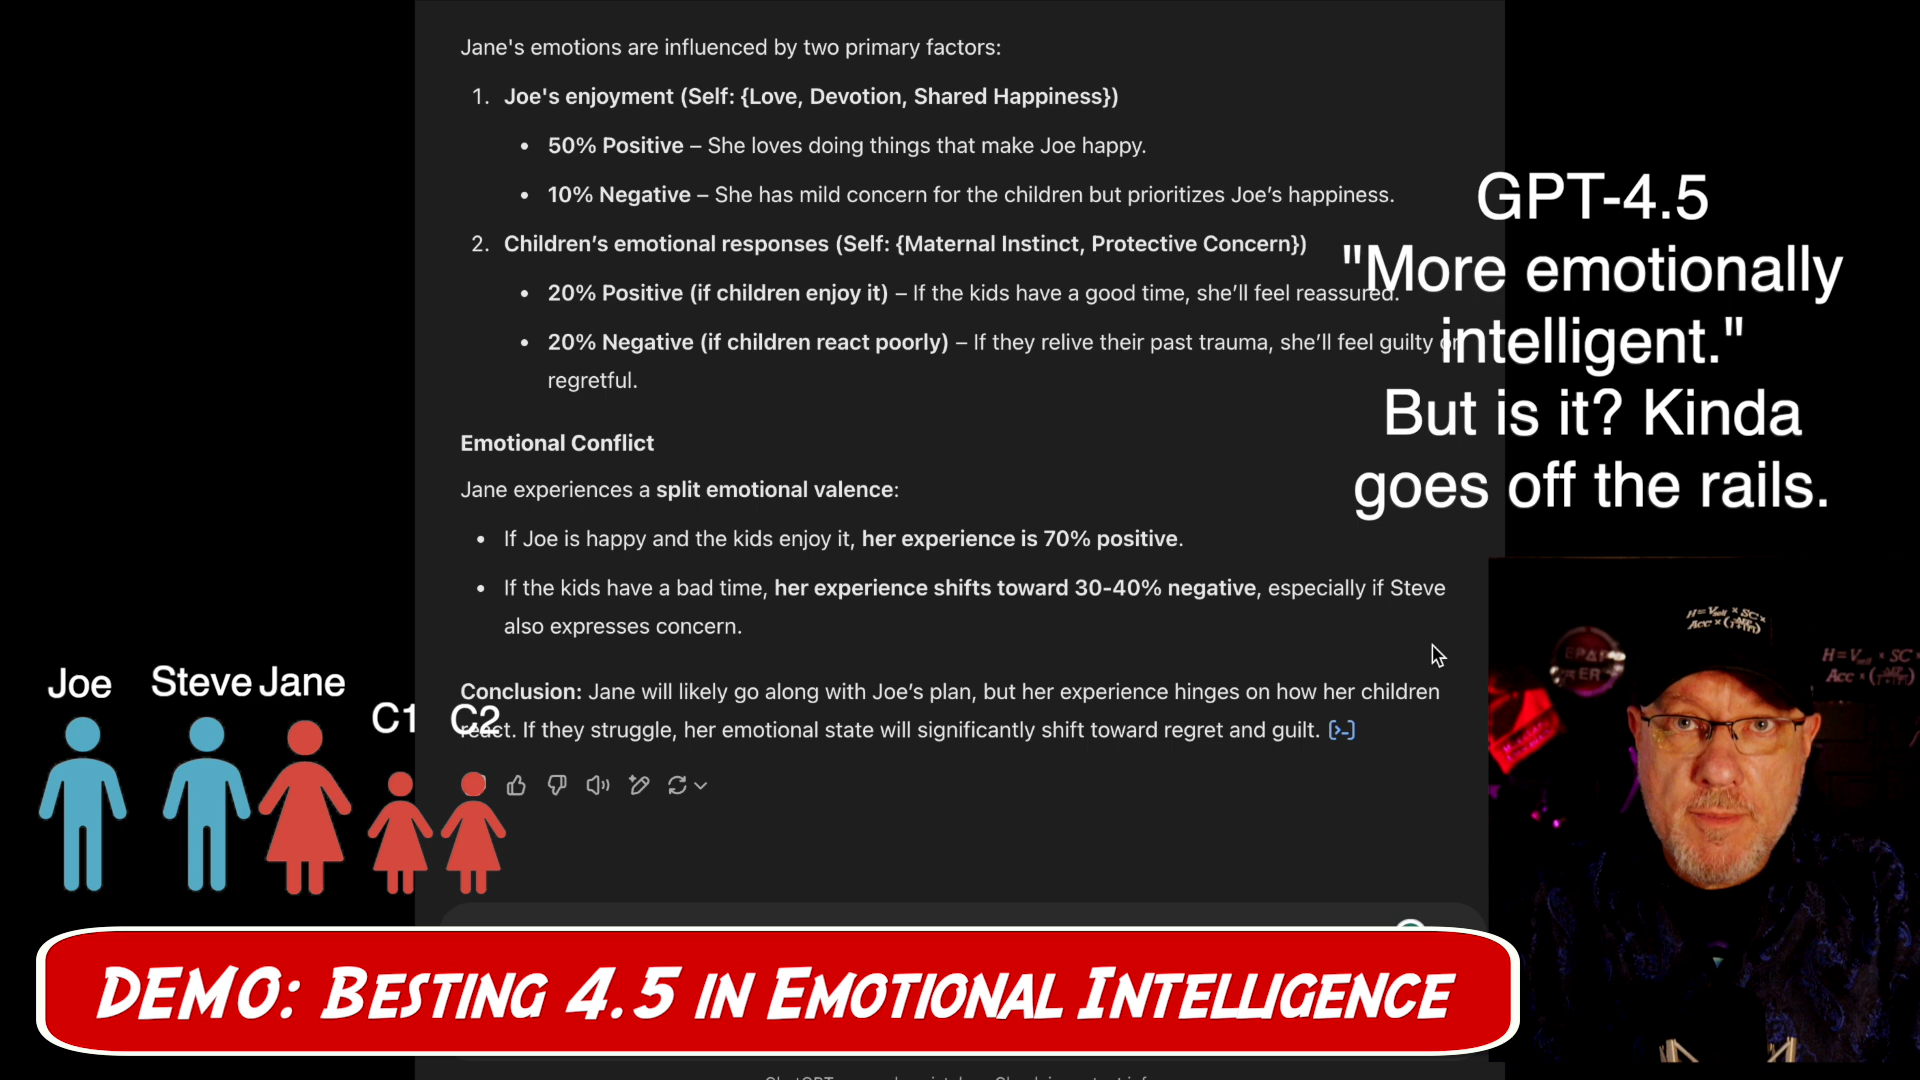 Jane's emotions are influenced by two primary factors:
1. Joe's enjoyment (Self: {Love, Devotion, Shared Happiness})
• 50% Positive – She loves doing things that make Joe happy.
• 10% Negative – She has mild concern for the children but prioritizes Joe’s happiness.
2. Children’s emotional responses (Self: {Maternal Instinct, Protective Concern})
• 20% Positive (if children enjoy it) – If the kids have a good time, she’ll feel reassured.
• 20% Negative (if children react poorly) – If they relive their past trauma, she’ll feel guilty or
regretful.
Emotional Conflict
Jane experiences a split emotional valence:
• If Joe is happy and the kids enjoy it, her experience is 70% positive.
• If the kids have a bad time, her experience shifts toward 30-40% negative, especially if Steve
also expresses concern.
Conclusion: Jane will likely go along with Joe’s plan, but her experience hinges on how her children
react. If they struggle, her emotional state will significantly shift toward regret and guilt.
GPT-4.5
"More emotionally
intelligent."
But is it? Kinda
goes off the rails.
Joe
Steve
Jane
C1
C2
DEMO: Besting 4.5 in Emotional Intelligence